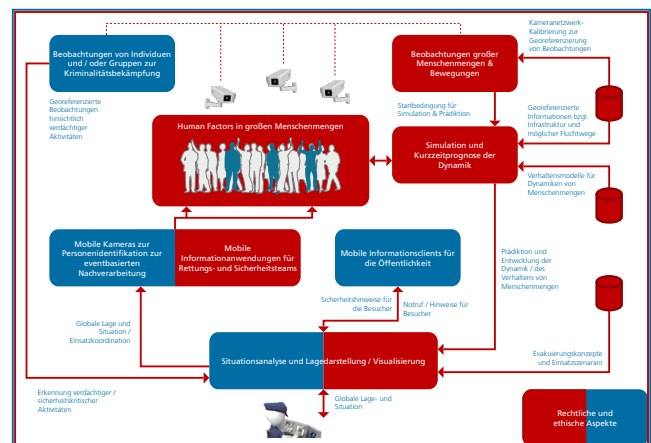 Beobachtungen von Individuen
und / oder Gruppen zur
Kriminalitätsbekämpfung
Beobachtungen großer
Menschenmengen &
Bewegungen
Kameranetzwerk-
Kalibrierung zur
Georeferenzierung
von Beobachtungen
Georeferenzierte
Beobachtungen
hinsichtlich
verdächtiger
Aktivitäten
Startbedingung für
Simulation & Prädiktion
Georeferenzierte
Informationen bzgl.
Infrastruktur und
möglicher Fluchtwege
Human Factors in großen Menschenmengen
Simulation und
Kurzzeitprognose der
Dynamik
Verhaltensmodelle für
Dynamiken von
Menschenmengen
Mobile Kameras zur
Personenidentifikation zur
eventbasierten
Nachverarbeitung
Mobile
Informationanwendungen für
Rettungs- und Sicherheitsteams
Mobile Informationsclients für
die Öffentlichkeit
Prädiktion und
Entwicklung der
Dynamik / des
Verhaltens von
Menschenmengen
Sicherheitshinweise für
die Besucher
Notruf / Hinweise für
Besucher
Globale Lage und
Situation /
Einsatzkoordination
Situationsanalyse und Lagedarstellung / Visualisierung
Evakuierungskonzepte
und Einsatzszenarien
Erkennung verdächtiger /
sicherheitskritischer
Aktivitäten
Globale Lage- und
Situation
Rechtliche und
ethische Aspekte